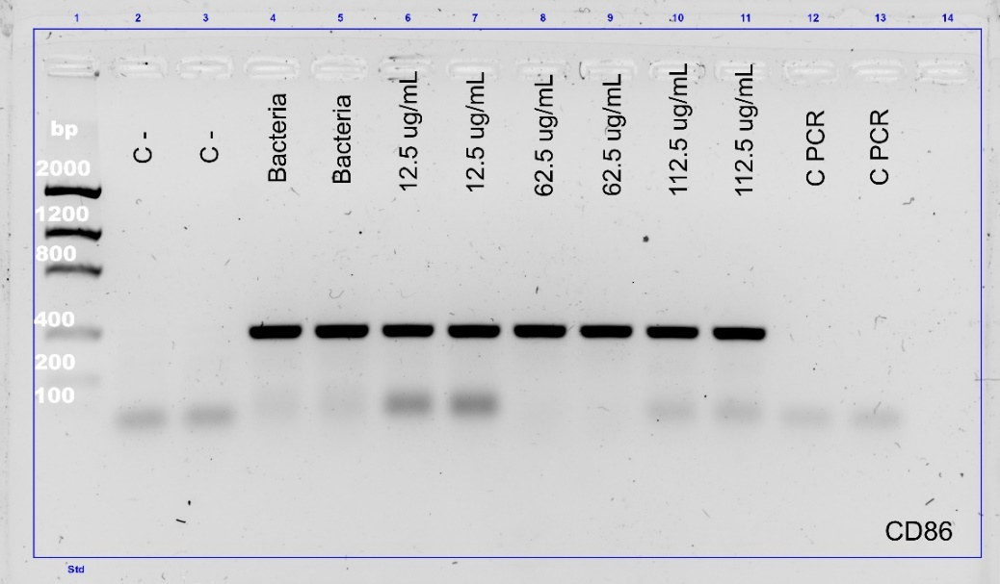 1 2 3 4 5 6 7 8 9 10 11 12 13 14
bp
2000
1200
800
400
200
100
C -
C -
Bacteria
Bacteria
12.5 ug/mL
12.5 ug/mL
62.5 ug/mL
62.5 ug/mL
112.5 ug/mL
112.5 ug/mL
C PCR
C PCR
CD86
Std